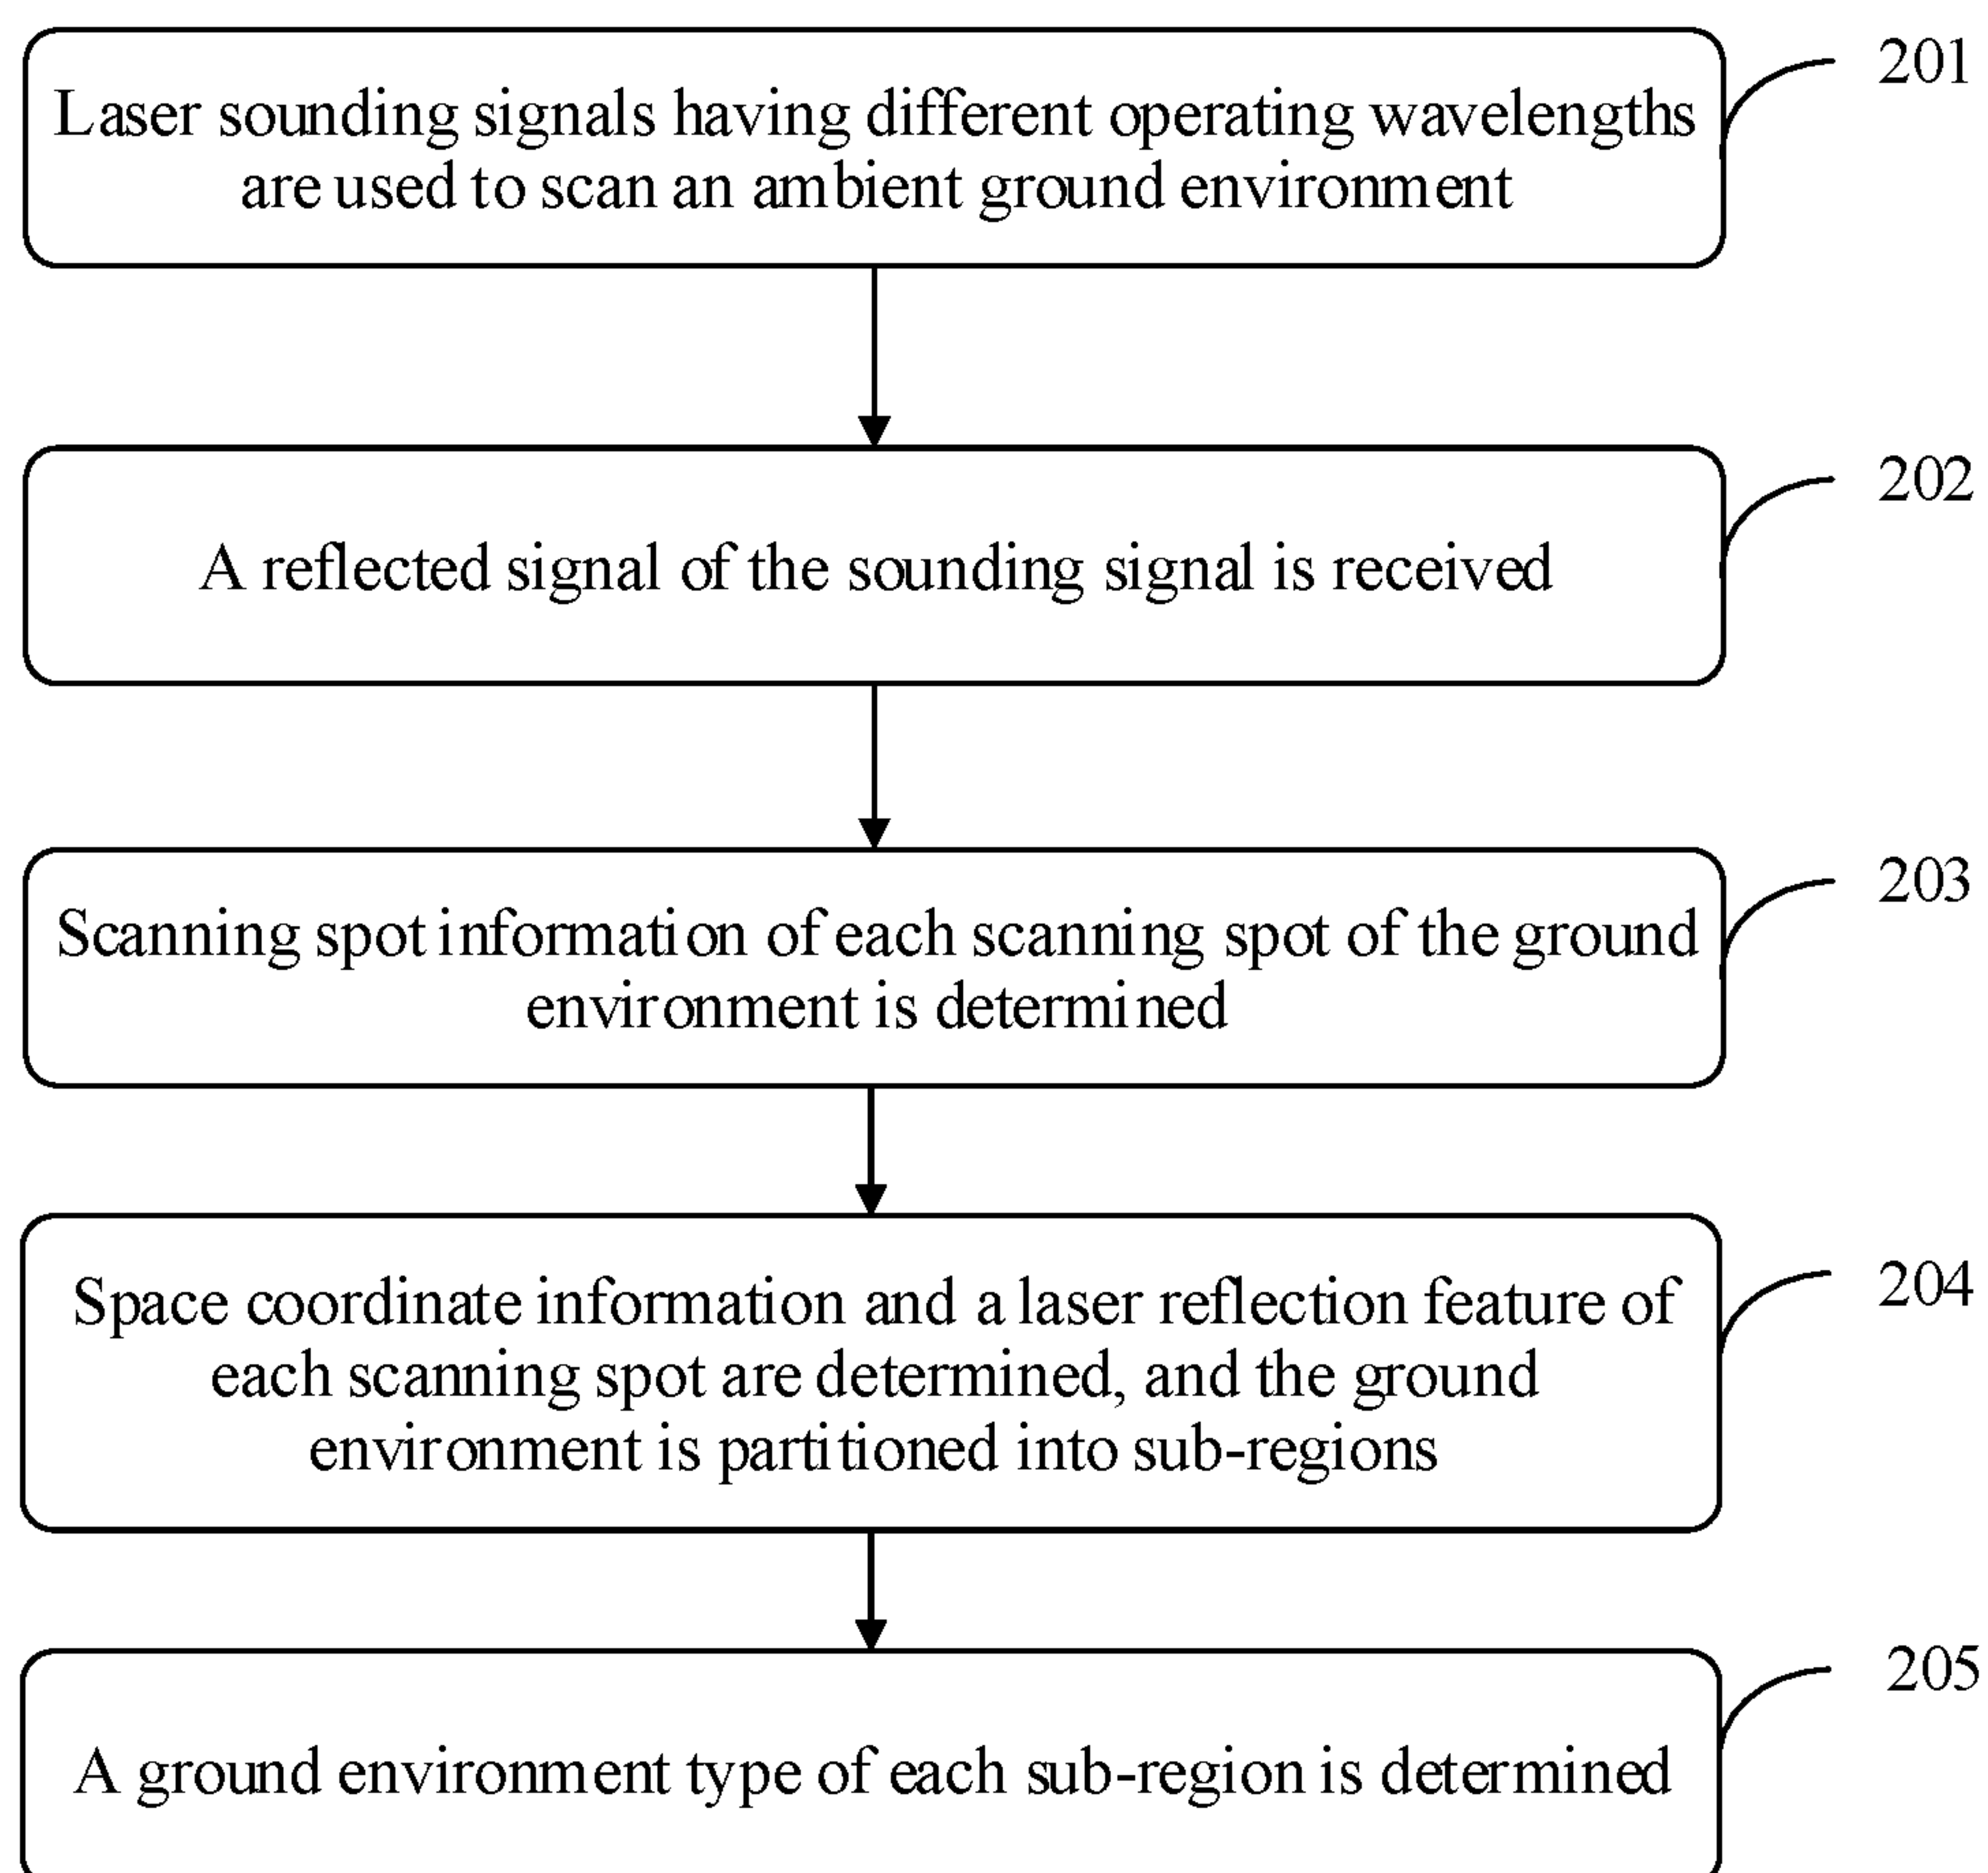 Laser sounding signals having different operating wavelengths
are used to scan an ambient ground environment
201
A reflected signal of the sounding signal is received
202
Scanning spot information of each scanning spot of the ground
environment is determined
203
Space coordinate information and a laser reflection feature of
each scanning spot are determined, and the ground
environment is partitioned into sub-regions
204
A ground environment type of each sub-region is determined
205